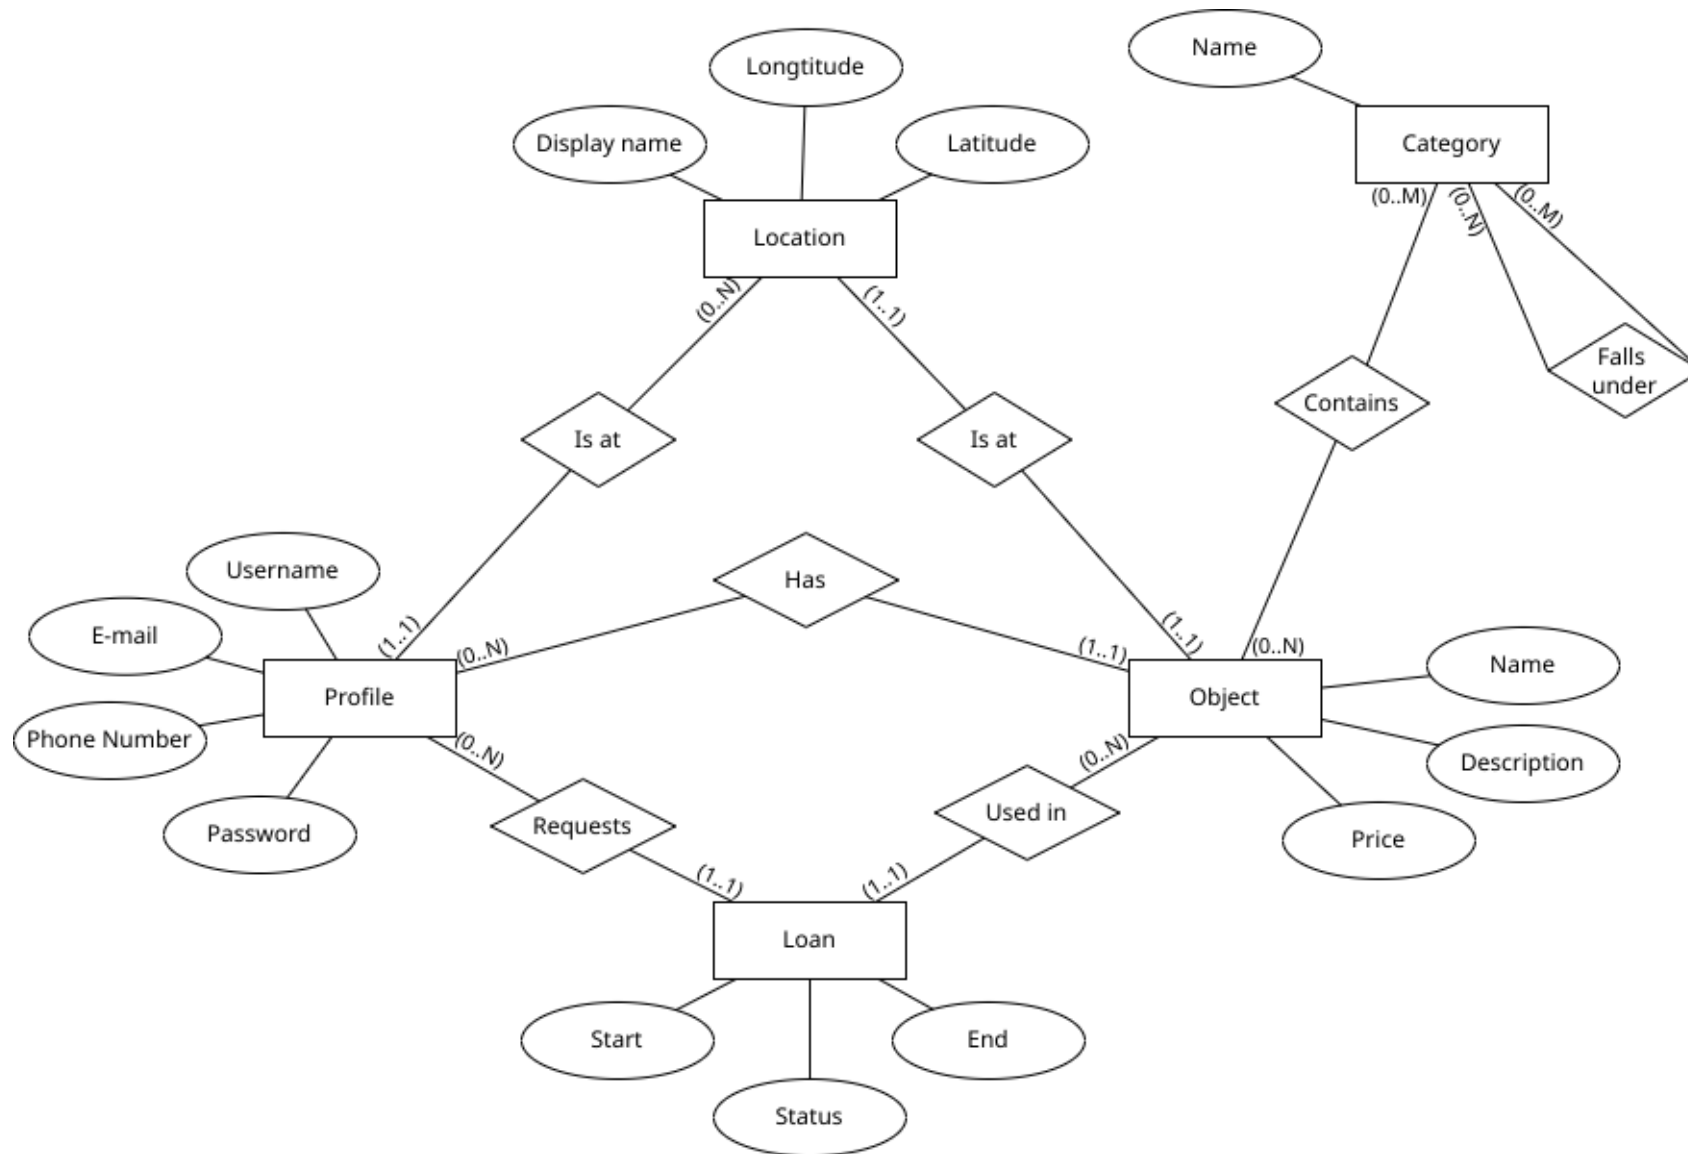 Name
Longtitude
Display name
Latitude
Category
(0..M)
(0..N)
(0..M)
Location
(0..N)
(1..1)
Falls
under
Contains
Is at
Is at
Username
Has
E-mail
(1..1)
(0..N)
(1..1)
(1..1)
(0..N)
Name
Profile
Object
Phone Number
(0..N)
(0..N)
Description
Requests
Used in
Password
Price
(1..1)
(1..1)
Loan
Start
End
Status